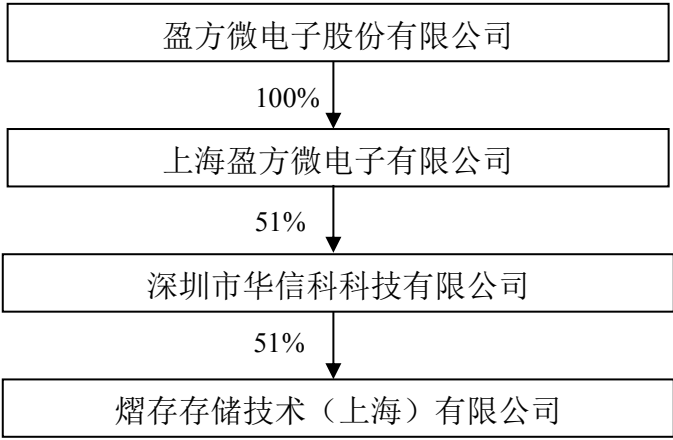 盈方微电子股份有限公司
100%
上海盈方微电子有限公司
51%
深圳市华信科科技有限公司
51%
熠存存储技术（上海）有限公司